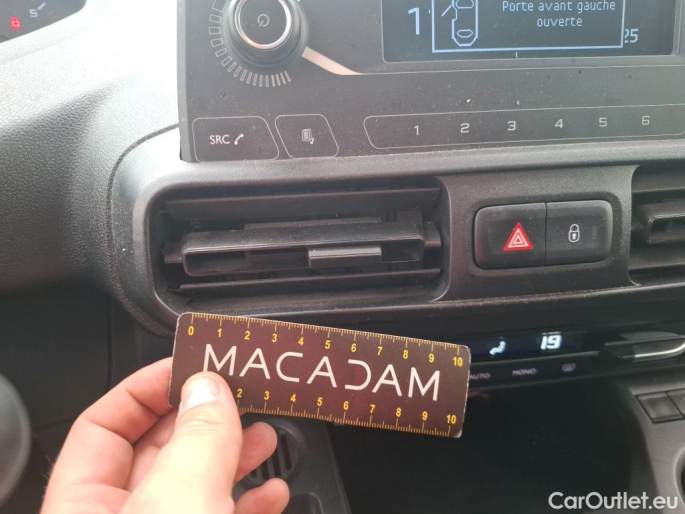 Porte avant gauche
ouverte
1
25
SRC
1 2 3 4 5 6
0 1 2 3 4 5 6 7 8 9 10
MACADAM
2 3 4 5 6 7 8 9 10
19
AUTO MONO
CarOutlet.eu